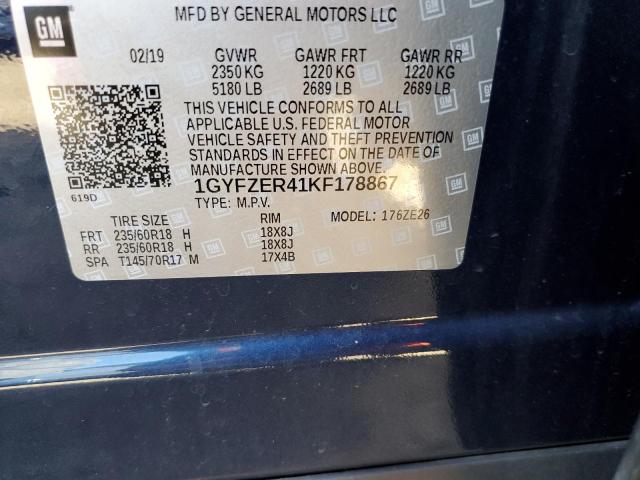 GM
MFD BY GENERAL MOTORS LLC
02/19 GVWR GAWR FRT GAWR RR
2350 KG 1220 KG 1220 KG
5180 LB 2689 LB 2689 LB
THIS VEHICLE CONFORMS TO ALL
APPLICABLE U.S. FEDERAL MOTOR
VEHICLE SAFETY AND THEFT PREVENTION
STANDARDS IN EFFECT ON THE DATE OF
MANUFACTURE SHOWN ABOVE.
619D 1GYFZER41KF178867
TYPE: M.P.V.
TIRE SIZE RIM MODEL: 176ZE26
FRT 235/60R18 H 18X8J
RR 235/60R18 H 18X8J
SPA T145/70R17 M 17X4B